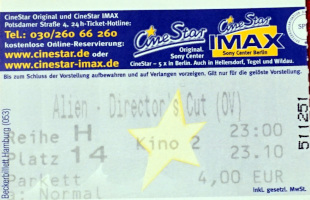 CineStar Original und CineStar IMAX
Potsdamer Straße 4, 24h-Ticket-Hotline:
Tel.: 030/260 66 260
kostenlose Online-Reservierung:
www.cinestar.de oder
www.cinestar-imax.de
CineStar
Original.
Sony Center
CineStar
IMAX
Sony Center Berlin
CineStar – 5 x in Berlin. Auch in Hellersdorf, Tegel und Wildau.
Bis zum Schluss der Vorstellung aufbewahren und auf Verlangen vorzeigen. Gilt nur für die gelöste Vorstellung.
Alien - Director's Cut (OV)
Reihe H Kino 2 23:00
Platz 14 23.10
Parkett 4,00 EUR
Normal
inkl. gesetzl. MwSt.
511251
Beckerbillett, Hamburg (053)